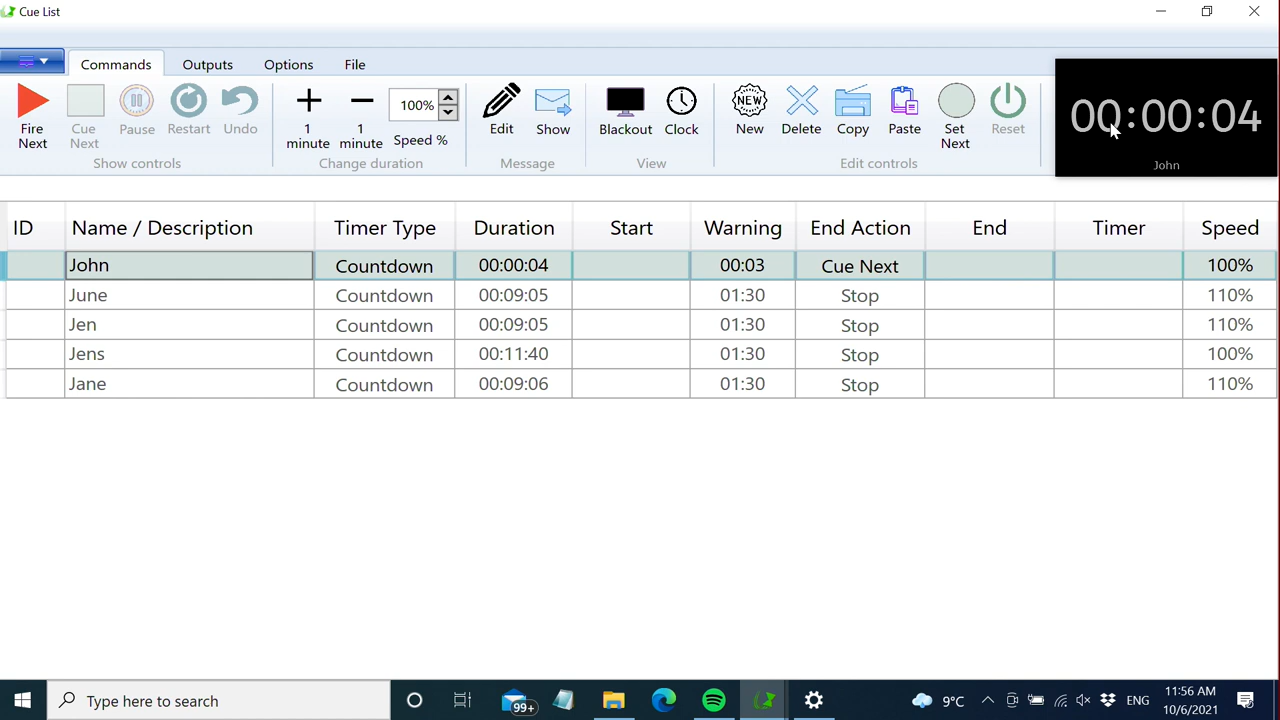 Cue List
Commands Outputs Options File
Fire Next
Cue Next
Pause
Restart
Undo
Show controls
1 minute
1 minute
100%
Speed %
Change duration
Edit
Show
Message
Blackout
Clock
View
NEW
New
Delete
Copy
Paste
Set Next
Reset
Edit controls
00:00:04
John
ID Name / Description Timer Type Duration Start Warning End Action End Timer Speed
John Countdown 00:00:04 00:03 Cue Next 100%
June Countdown 00:09:05 01:30 Stop 110%
Jen Countdown 00:09:05 01:30 Stop 110%
Jens Countdown 00:11:40 01:30 Stop 100%
Jane Countdown 00:09:06 01:30 Stop 110%
Type here to search
99+
9°C
ENG
11:56 AM
10/6/2021